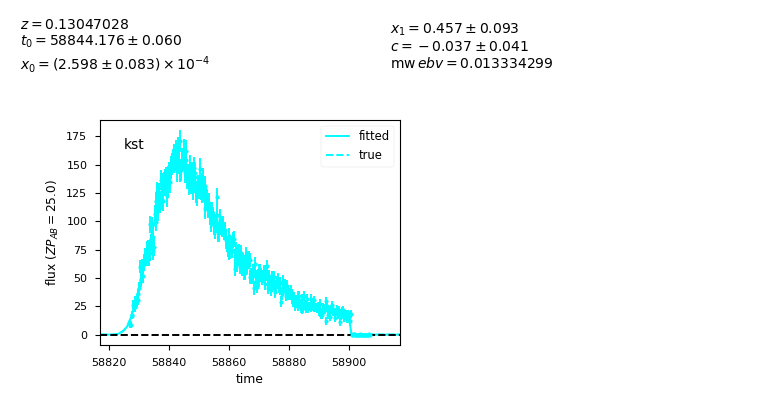 z = 0.13047028
t₀ = 58844.176 ± 0.060
x₀ = (2.598 ± 0.083) × 10⁻⁴
x₁ = 0.457 ± 0.093
c = −0.037 ± 0.041
mw ebv = 0.013334299
kst
fitted
true
175
150
125
100
75
50
25
0
flux (ZP_AB = 25.0)
58820 58840 58860 58880 58900
time